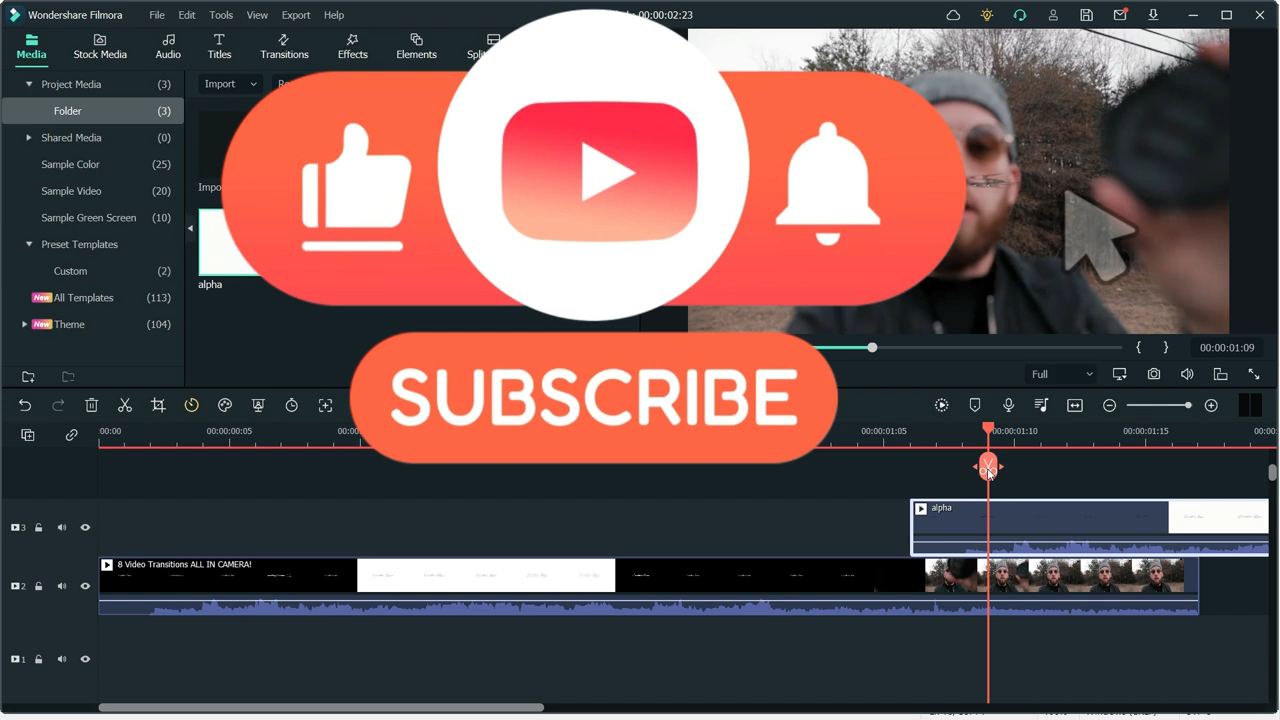 Wondershare Filmora
File Edit Tools View Export Help
00:00:02:23
Media Stock Media Audio Titles Transitions Effects Elements
Project Media (3)
Folder (3)
Shared Media (0)
Sample Color (25)
Sample Video (20)
Sample Green Screen (10)
Preset Templates
Custom (2)
New All Templates (113)
New Theme (104)
Import
alpha
00:00:01:09
Full
SUBSCRIBE
:00:00 00:00:00:05 00:00:01:05 00:00:01:10 00:00:01:15
3
alpha
2
8 Video Transitions ALL IN CAMERA!
1